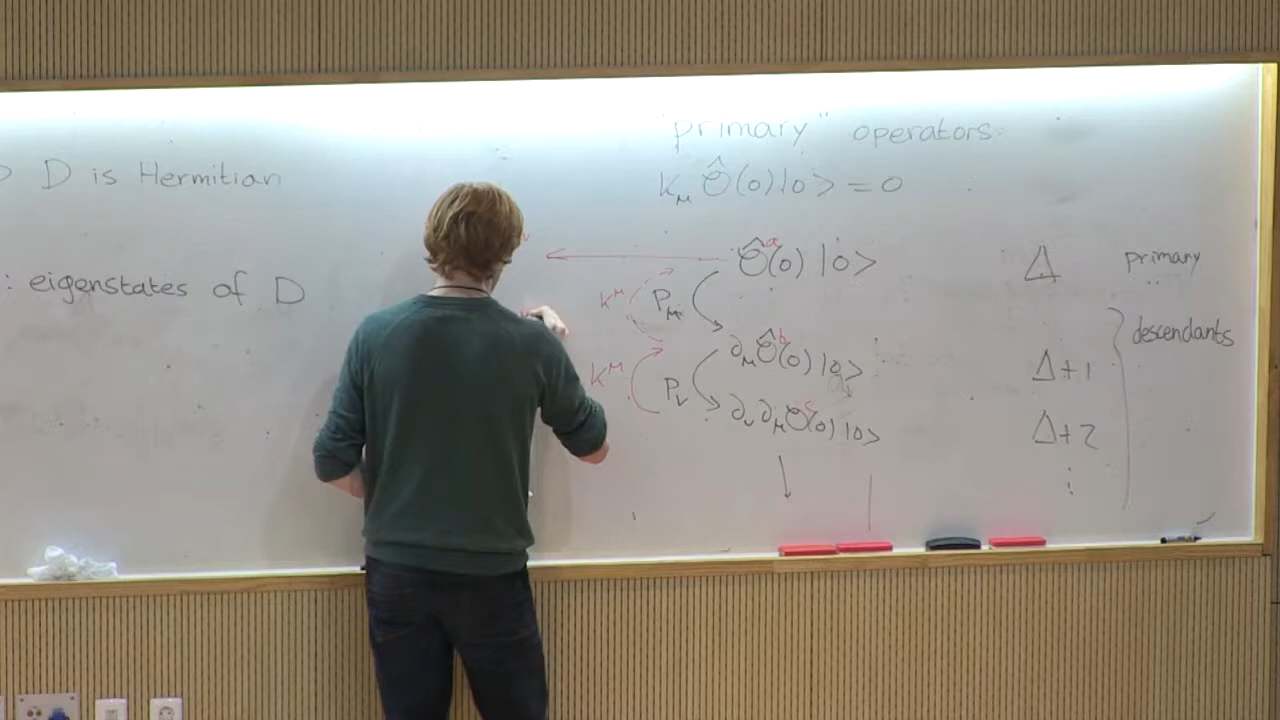 D is Hermitian
: eigenstates of D
"primary" operators:
K_μ Ô(0)|0> = 0
Ô^a(0) |0> Δ primary
K^μ P_μ
∂_μ Ô^b(0) |0> Δ+1 descendants
K^μ P_ν
∂_ν ∂_μ Ô^c(0) |0> Δ+2
⋮